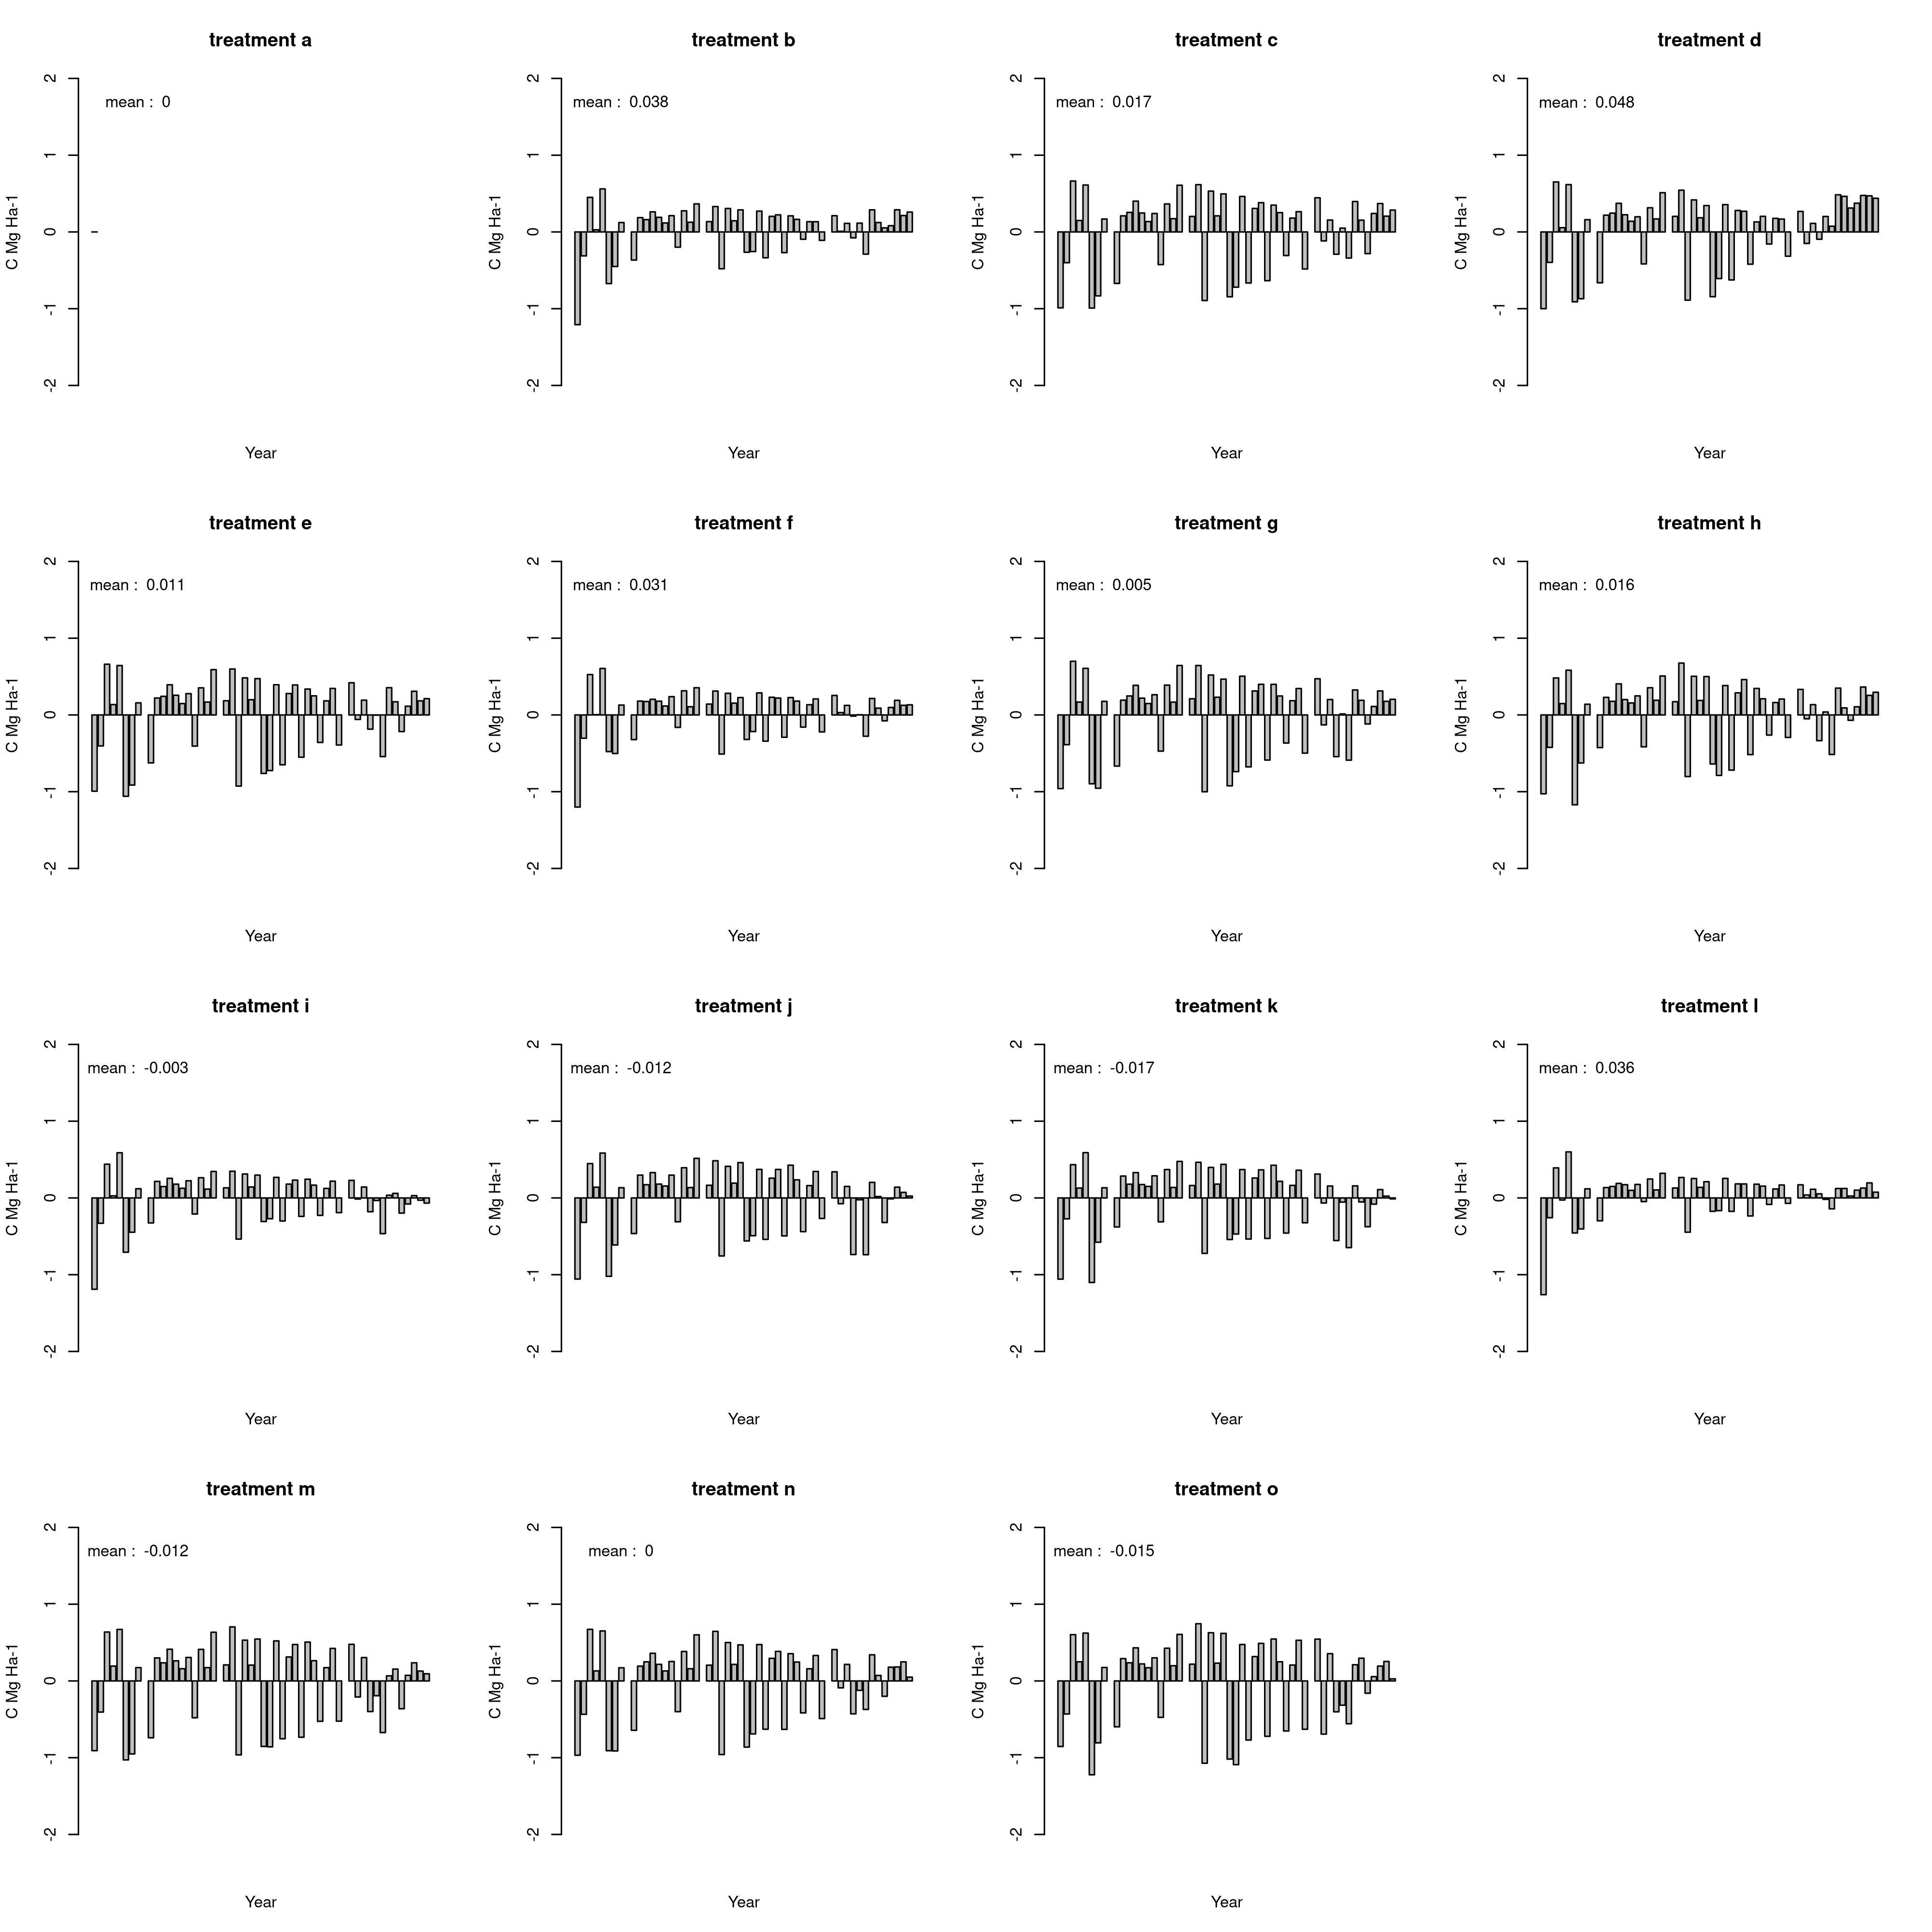 treatment a
mean : 0
C Mg Ha-1
2
1
0
-1
-2
Year
treatment b
mean : 0.038
C Mg Ha-1
2
1
0
-1
-2
Year
treatment c
mean : 0.017
C Mg Ha-1
2
1
0
-1
-2
Year
treatment d
mean : 0.048
C Mg Ha-1
2
1
0
-1
-2
Year
treatment e
mean : 0.011
C Mg Ha-1
2
1
0
-1
-2
Year
treatment f
mean : 0.031
C Mg Ha-1
2
1
0
-1
-2
Year
treatment g
mean : 0.005
C Mg Ha-1
2
1
0
-1
-2
Year
treatment h
mean : 0.016
C Mg Ha-1
2
1
0
-1
-2
Year
treatment i
mean : -0.003
C Mg Ha-1
2
1
0
-1
-2
Year
treatment j
mean : -0.012
C Mg Ha-1
2
1
0
-1
-2
Year
treatment k
mean : -0.017
C Mg Ha-1
2
1
0
-1
-2
Year
treatment l
mean : 0.036
C Mg Ha-1
2
1
0
-1
-2
Year
treatment m
mean : -0.012
C Mg Ha-1
2
1
0
-1
-2
Year
treatment n
mean : 0
C Mg Ha-1
2
1
0
-1
-2
Year
treatment o
mean : -0.015
C Mg Ha-1
2
1
0
-1
-2
Year